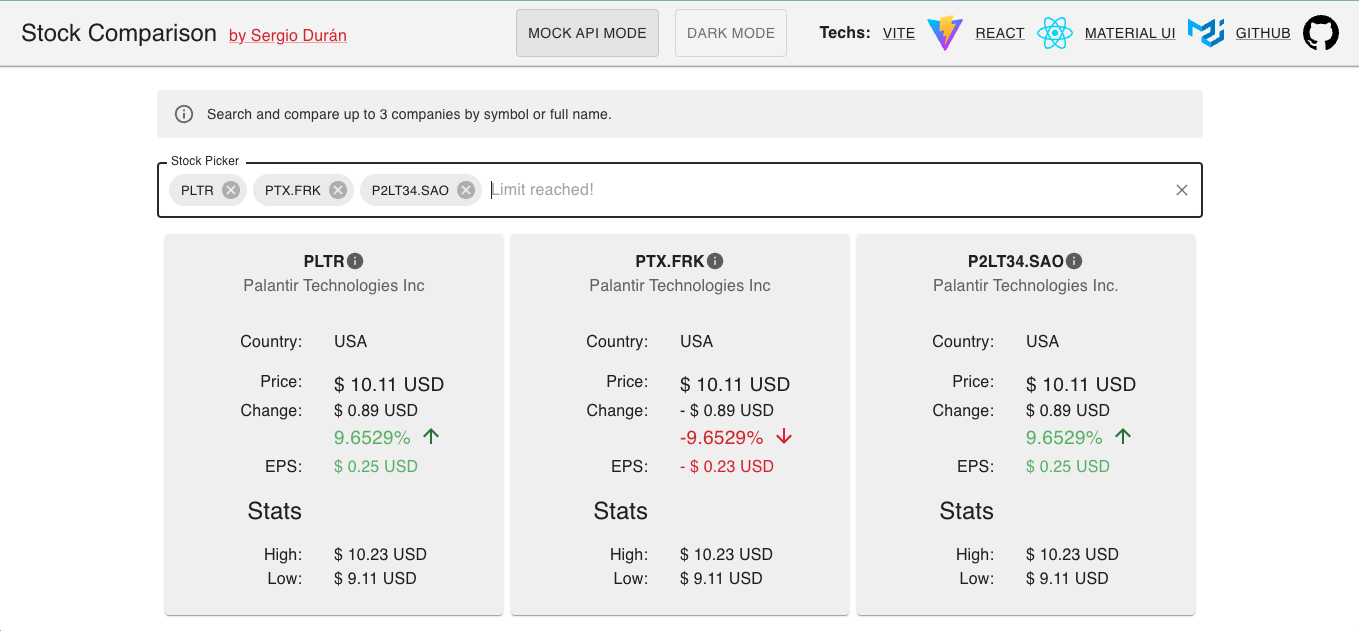 Stock Comparison by Sergio Durán MOCK API MODE DARK MODE Techs: VITE REACT MATERIAL UI GITHUB
Search and compare up to 3 companies by symbol or full name.
Stock Picker
PLTR PTX.FRK P2LT34.SAO Limit reached!
PLTR
Palantir Technologies Inc
Country: USA
Price: $ 10.11 USD
Change: $ 0.89 USD
9.6529%
EPS: $ 0.25 USD
Stats
High: $ 10.23 USD
Low: $ 9.11 USD
PTX.FRK
Palantir Technologies Inc
Country: USA
Price: $ 10.11 USD
Change: - $ 0.89 USD
-9.6529%
EPS: - $ 0.23 USD
Stats
High: $ 10.23 USD
Low: $ 9.11 USD
P2LT34.SAO
Palantir Technologies Inc.
Country: USA
Price: $ 10.11 USD
Change: $ 0.89 USD
9.6529%
EPS: $ 0.25 USD
Stats
High: $ 10.23 USD
Low: $ 9.11 USD